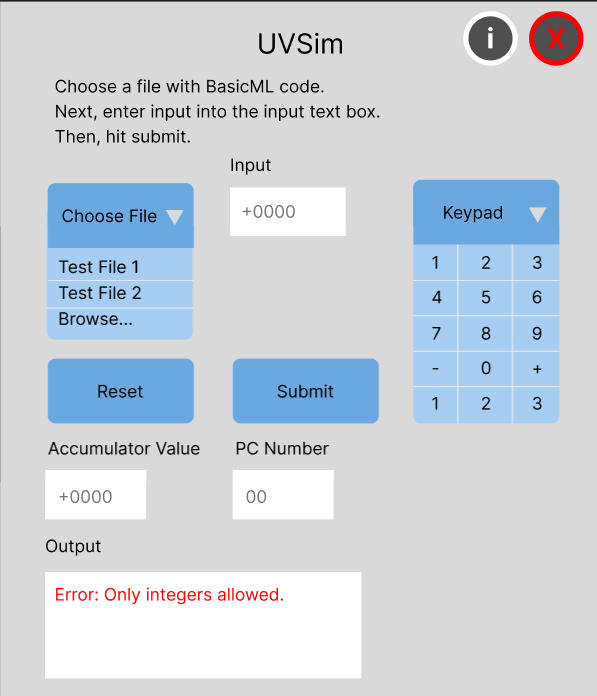 UVSim
i
X
Choose a file with BasicML code.
Next, enter input into the input text box.
Then, hit submit.
Input
Choose File
+0000
Keypad
Test File 1
Test File 2
Browse...
1 2 3
4 5 6
7 8 9
- 0 +
1 2 3
Reset
Submit
Accumulator Value
PC Number
+0000
00
Output
Error: Only integers allowed.